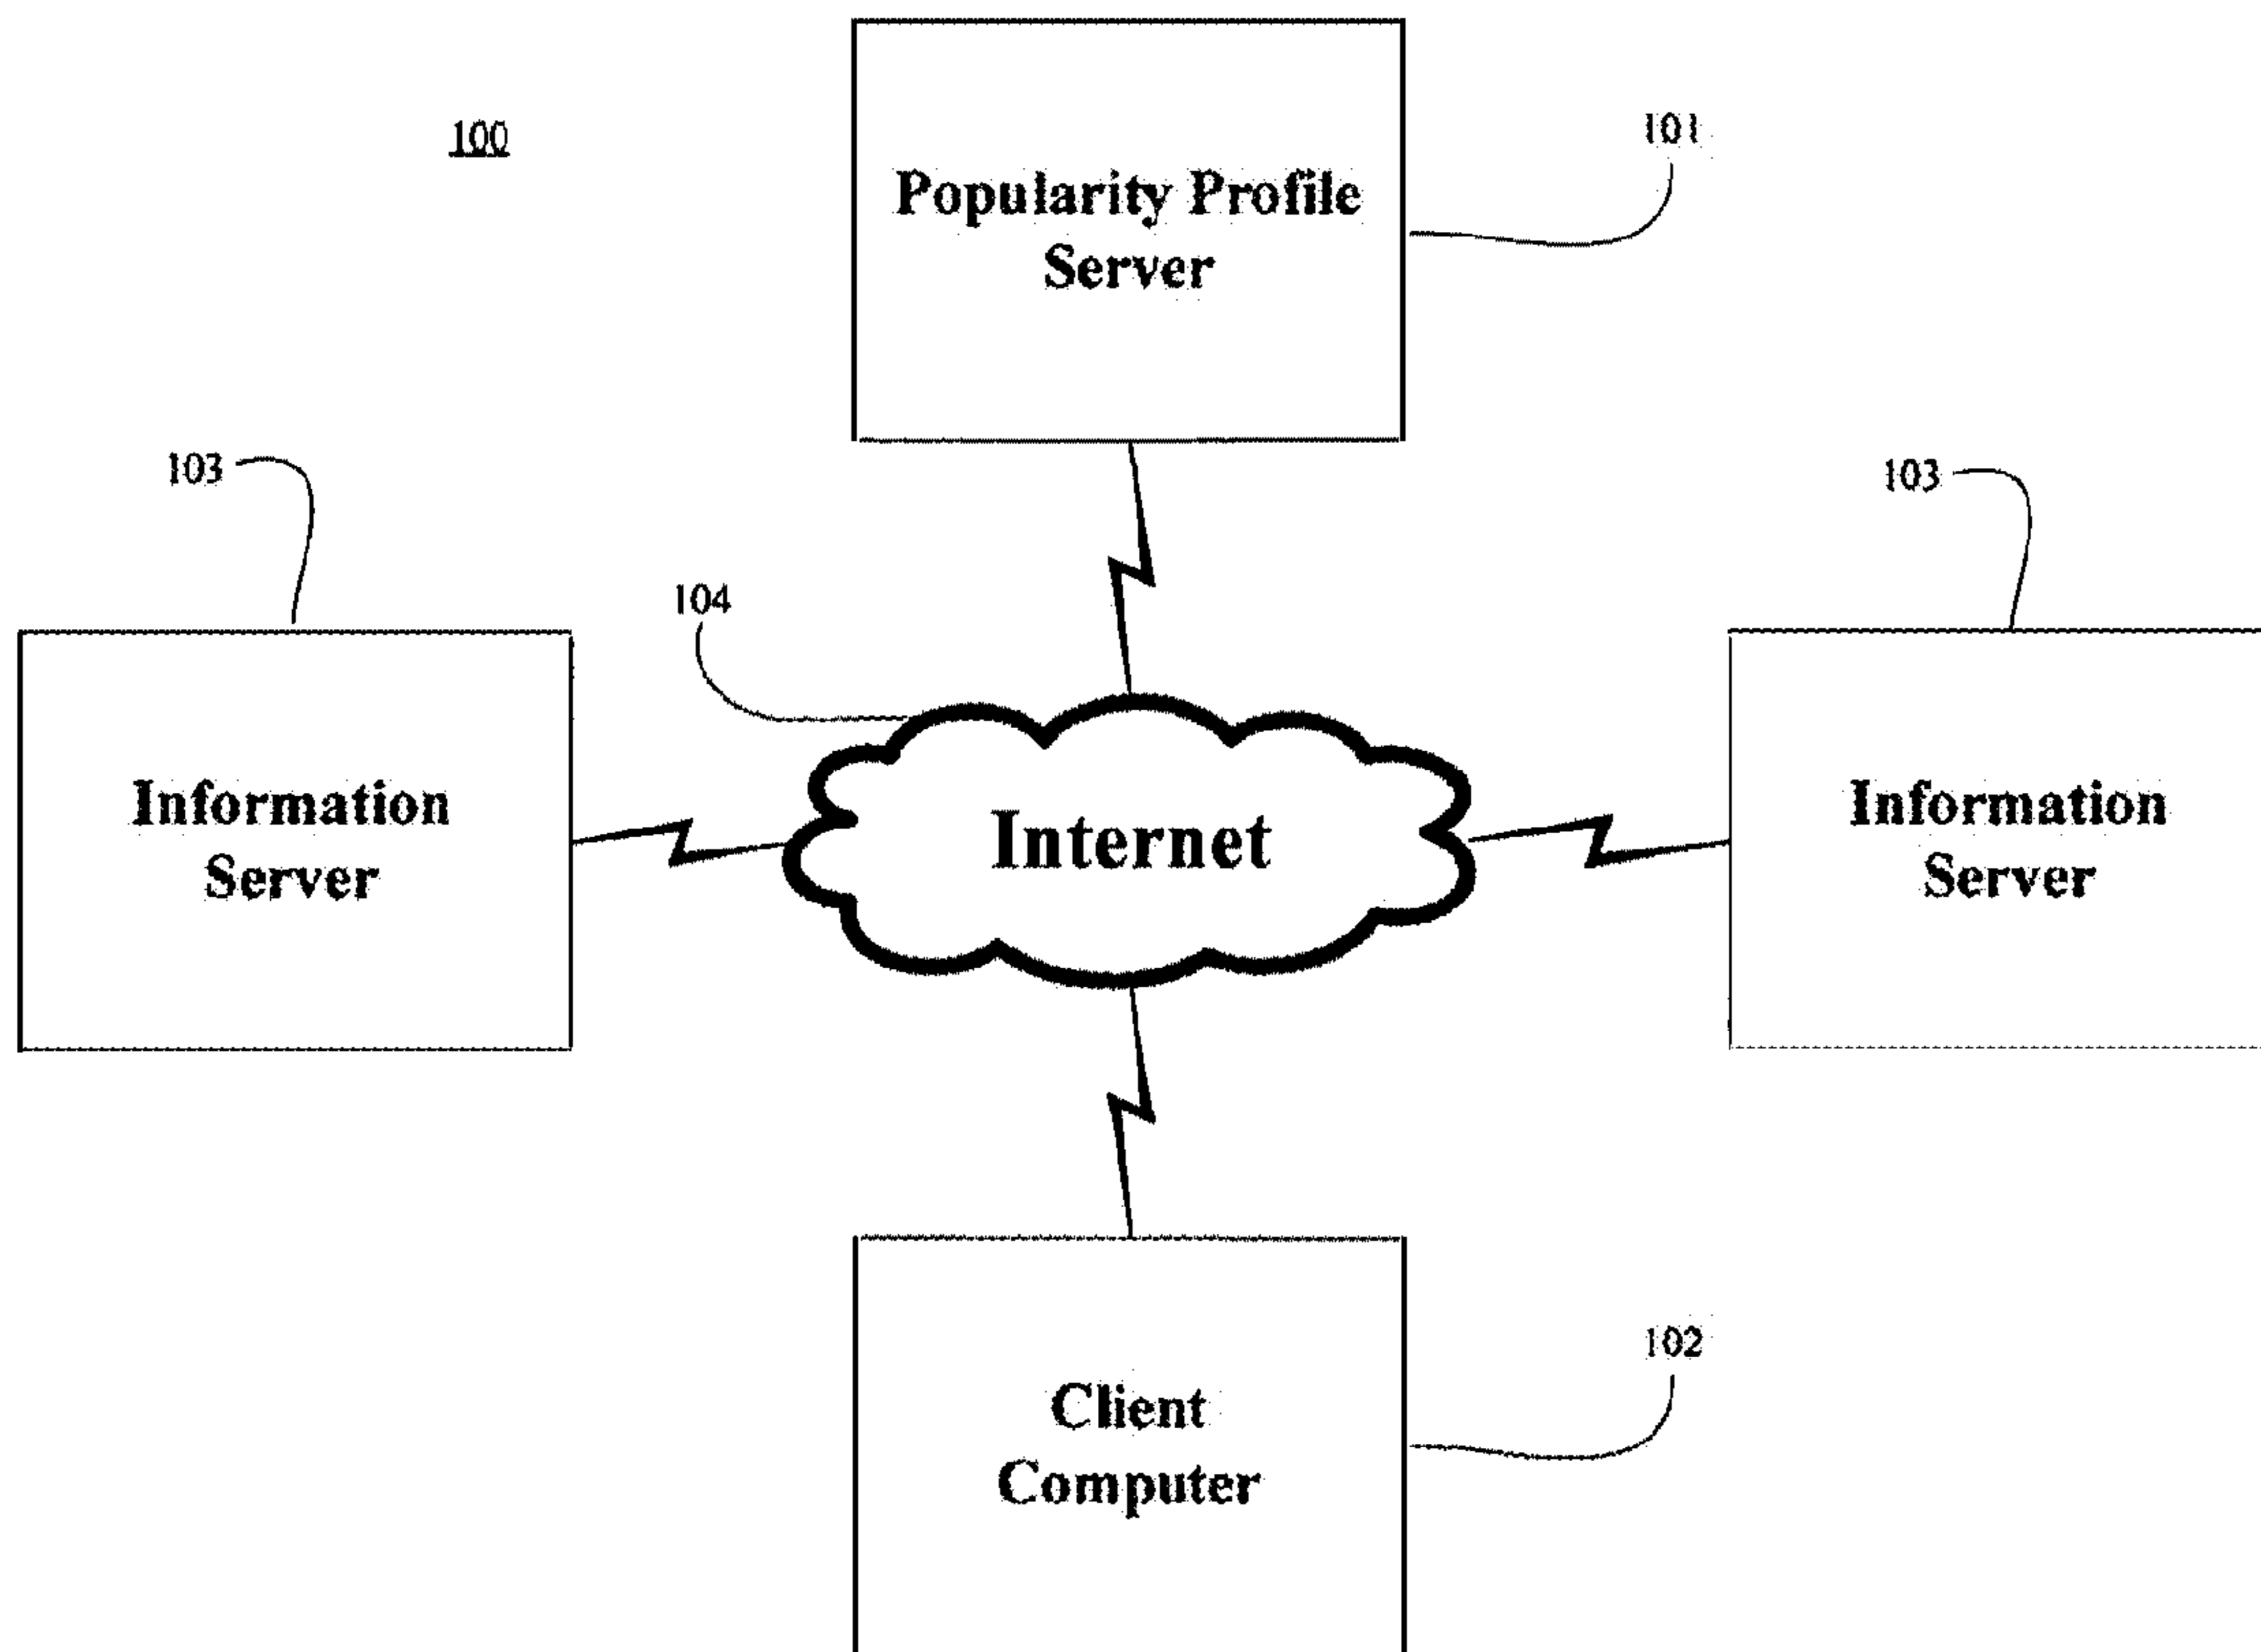 100
101
Popularity Profile
Server
103
103
104
Information
Server
Internet
Information
Server
102
Client
Computer